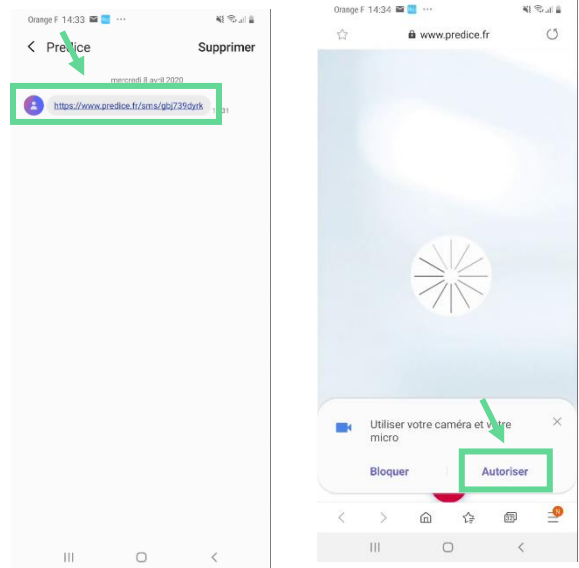 Orange F 14:33
Predice
Supprimer
mercredi 8 avril 2020
https://www.predice.fr/sms/gbj739dyrk
Orange F 14:34
www.predice.fr
Utiliser votre caméra et votre
micro
Bloquer
Autoriser
N